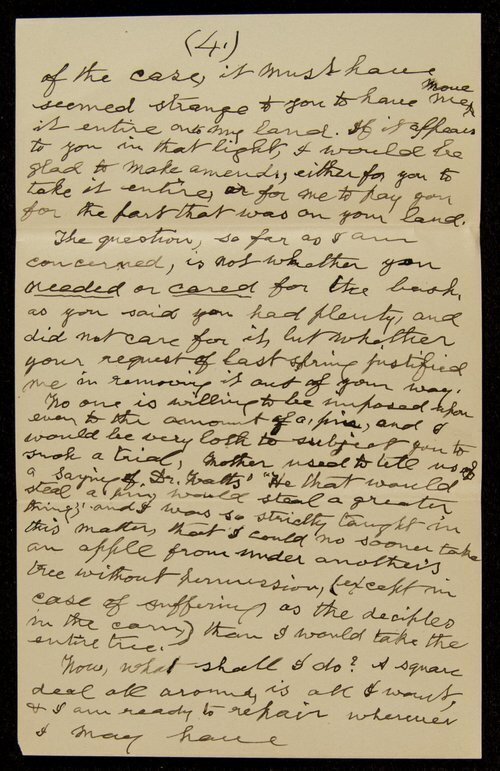 (4.)
of the case, it must have
seemed strange to you to have me move
it entire onto my land. If it appears
to you in that light, I would be
glad to make amends, either for you to
take it entire, or for me to pay you
for the part that was on your land.
The question, so far as I am
concerned, is not whether you
needed or cared for the bush,
as you said you had plenty, and
did not care for it, but whether
your request of last spring justified
me in removing it out of your way.
No one is willing to be imposed upon
even to the amount of a pin, and I
would be very loth to subject you to
such a trial, Mother used to tell us of
a saying of Dr. Watts' "He that would
steal a pin, would steal a greater
thing," and I was so strictly taught in
this matter, that I could no sooner take
an apple from under another's
tree without permission, (except in
case of suffering, as the deciples
in the corn,) than I would take the
entire tree.
Now, what shall I do? A square
deal all around, is all I want,
& I am ready to repair wherever
I may have